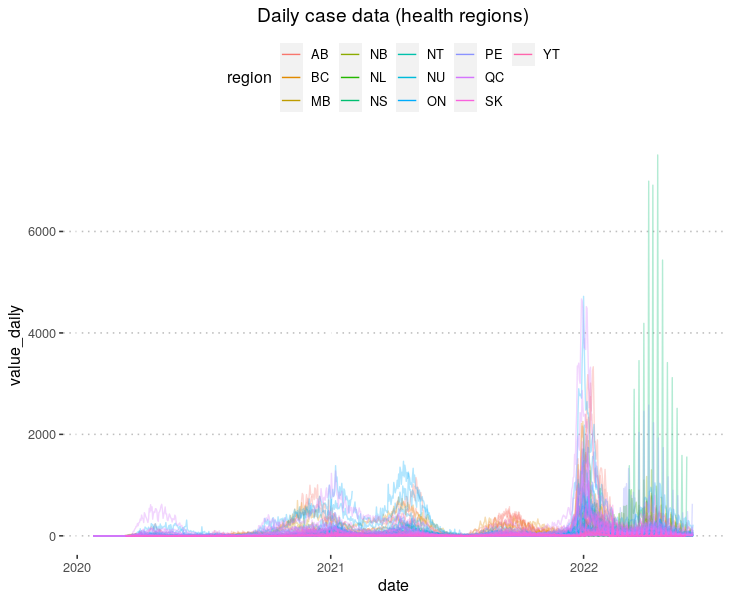 Daily case data (health regions)
region
AB NB NT PE YT
BC NL NU QC
MB NS ON SK
value_daily
6000
4000
2000
0
2020 2021 2022
date